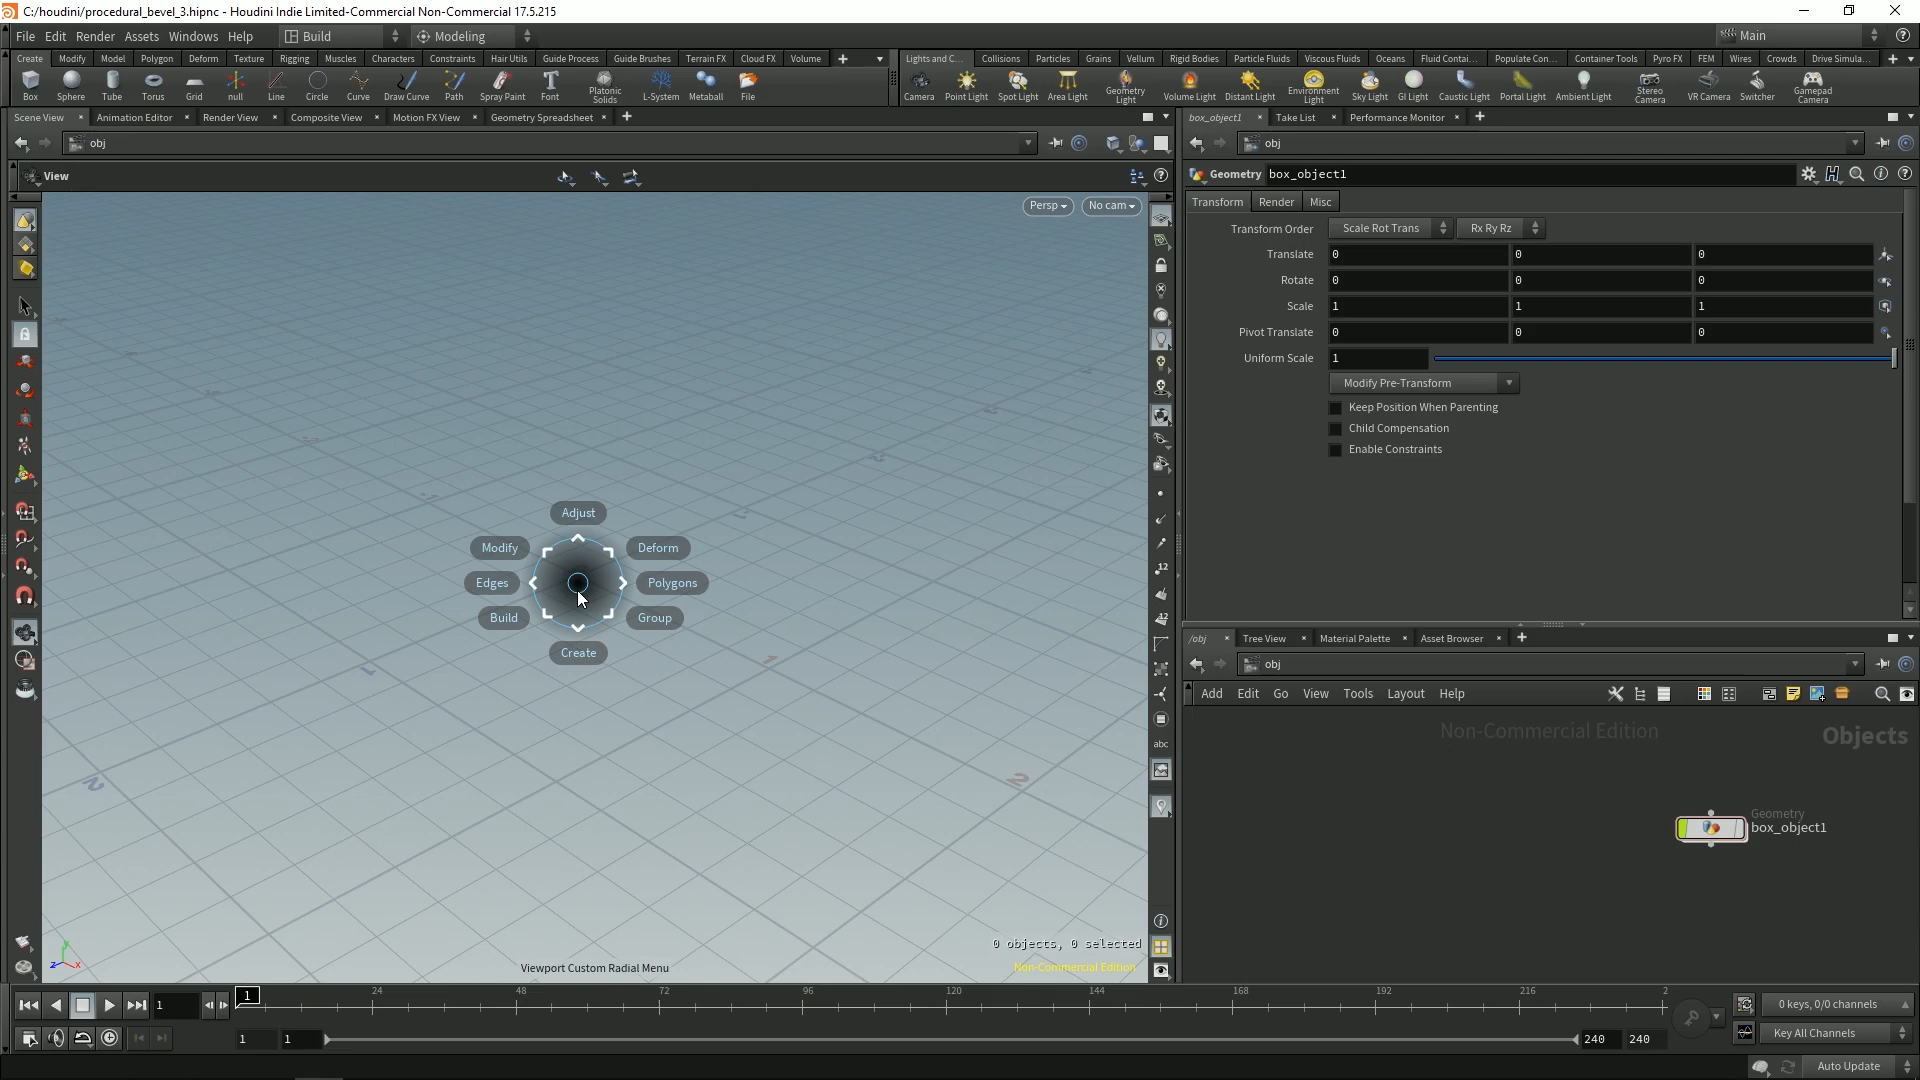 C:/houdini/procedural_bevel_3.hipnc - Houdini Indie Limited-Commercial Non-Commercial 17.5.215
File Edit Render Assets Windows Help Build Modeling Main
Create Modify Model Polygon Deform Texture Rigging Muscles Characters Constraints Hair Utils Guide Process Guide Brushes Terrain FX Cloud FX Volume
Lights and C... Collisions Particles Grains Vellum Rigid Bodies Particle Fluids Viscous Fluids Oceans Fluid Contai... Populate Con... Container Tools Pyro FX FEM Wires Crowds Drive Simula...
Box Sphere Tube Torus Grid null Line Circle Curve Draw Curve Path Spray Paint Font Platonic Solids L-System Metaball File
Camera Point Light Spot Light Area Light Geometry Light Volume Light Distant Light Environment Light Sky Light GI Light Caustic Light Portal Light Ambient Light Stereo Camera VR Camera Switcher Gamepad Camera
Scene View Animation Editor Render View Composite View Motion FX View Geometry Spreadsheet
obj
View
Persp No cam
Adjust
Modify Deform
Edges Polygons
Build Group
Create
1
2
2
0 objects, 0 selected
Viewport Custom Radial Menu
Non-Commercial Edition
12
12
abc
box_object1 Take List Performance Monitor
obj
Geometry box_object1
Transform Render Misc
Transform Order Scale Rot Trans Rx Ry Rz
Translate 0 0 0
Rotate 0 0 0
Scale 1 1 1
Pivot Translate 0 0 0
Uniform Scale 1
Modify Pre-Transform
Keep Position When Parenting
Child Compensation
Enable Constraints
/obj Tree View Material Palette Asset Browser
obj
Add Edit Go View Tools Layout Help
Non-Commercial Edition
Objects
Geometry
box_object1
1 1 24 48 72 96 120 144 168 192 216 2
0 keys, 0/0 channels
1 1 240 240
Key All Channels
Auto Update